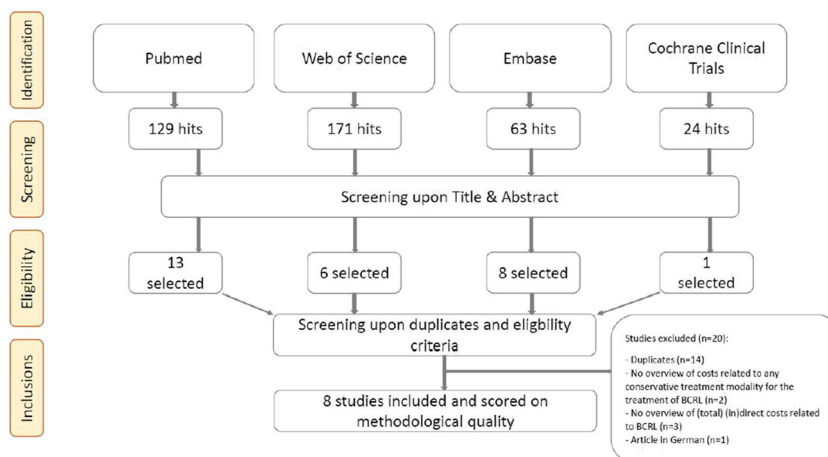 Identification
Pubmed
Web of Science
Embase
Cochrane Clinical
Trials
129 hits
171 hits
63 hits
24 hits
Screening
Screening upon Title & Abstract
Eligibility
13
selected
6 selected
8 selected
1
selected
Screening upon duplicates and eligbility
criteria
Inclusions
8 studies included and scored on
methodological quality
Studies excluded (n=20):
- Duplicates (n=14)
- No overview of costs related to any
conservative treatment modality for the
treatment of BCRL (n=2)
- No overview of (total) (in)direct costs related
to BCRL (n=3)
- Article in German (n=1)